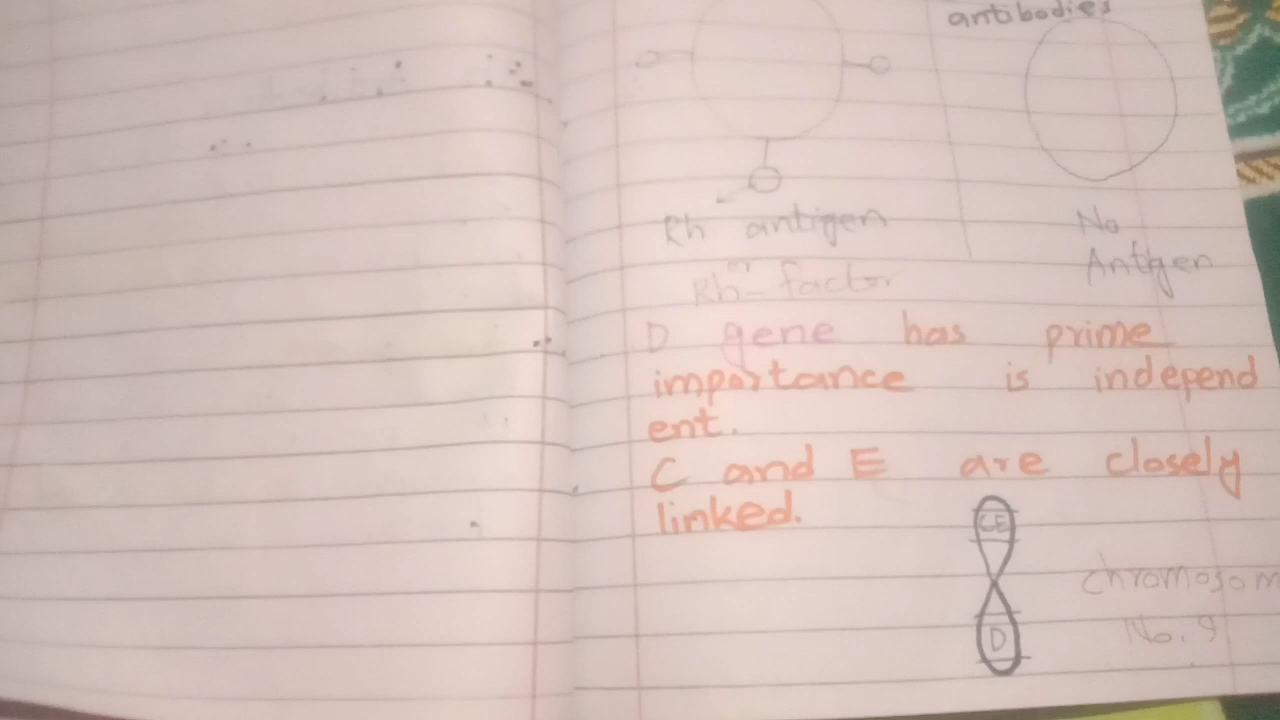 antibodies
Rh antigen
or
Rh- factor
No
Antigen
D gene has prime
importance is independ
ent.
C and E are closely
linked.
CE
chromosom
No. 9
D